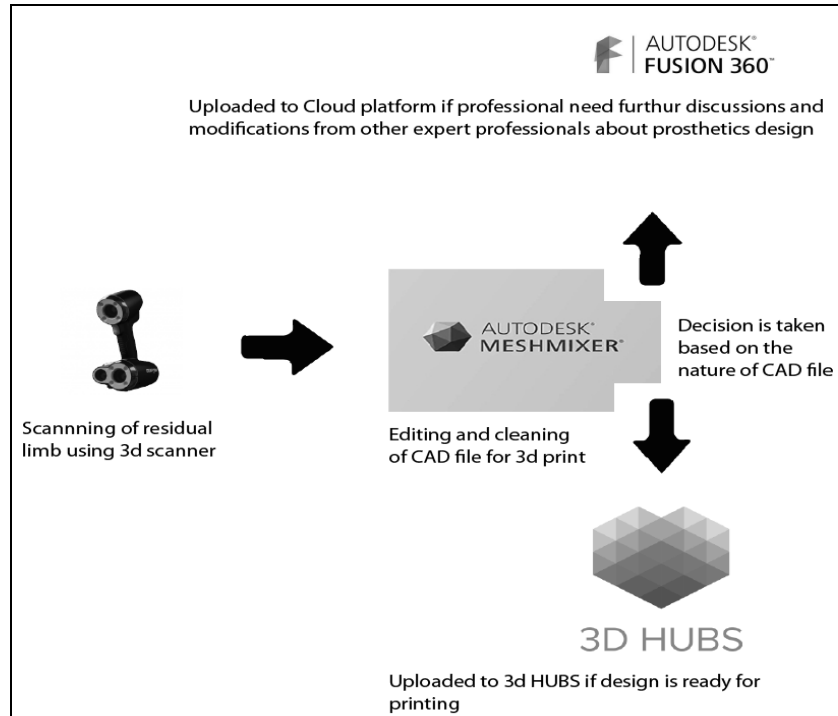 AUTODESK®
FUSION 360™
Uploaded to Cloud platform if professional need furthur discussions and
modifications from other expert professionals about prosthetics design
AUTODESK®
MESHMIXER®
Decision is taken
based on the
nature of CAD file
Scannning of residual
limb using 3d scanner
Editing and cleaning
of CAD file for 3d print
3D HUBS
Uploaded to 3d HUBS if design is ready for
printing